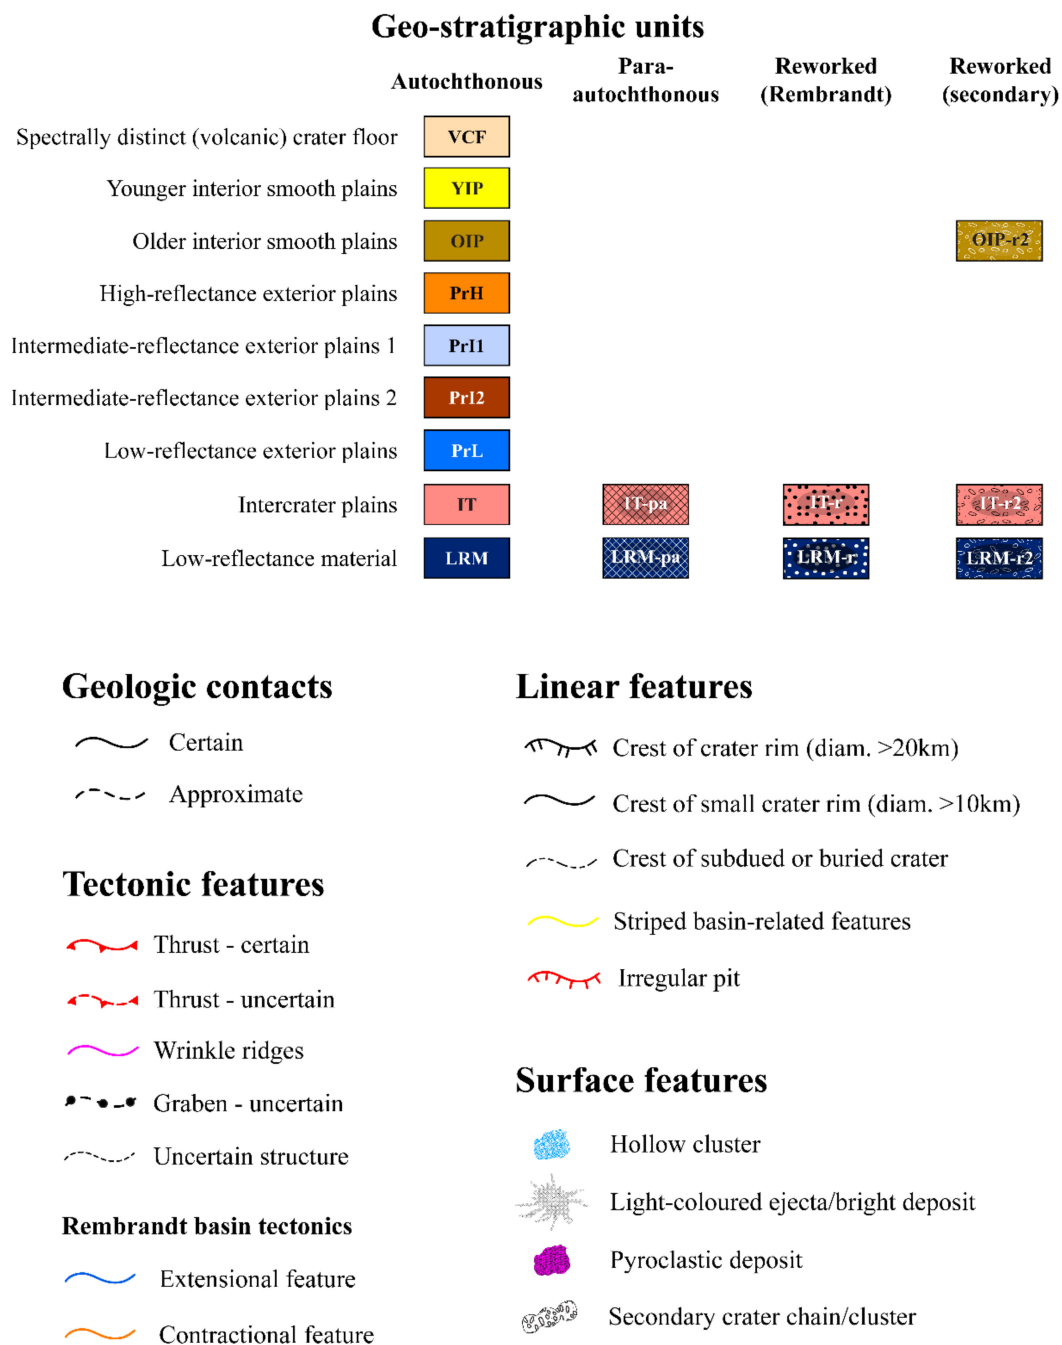 Geo-stratigraphic units
Autochthonous
Para-
autochthonous
Reworked
(Rembrandt)
Reworked
(secondary)
Spectrally distinct (volcanic) crater floor
VCF
Younger interior smooth plains
YIP
Older interior smooth plains
OIP
OIP-r2
High-reflectance exterior plains
PrH
Intermediate-reflectance exterior plains 1
PrI1
Intermediate-reflectance exterior plains 2
PrI2
Low-reflectance exterior plains
PrL
Intercrater plains
IT
IT-pa
IT-r
IT-r2
Low-reflectance material
LRM
LRM-pa
LRM-r
LRM-r2
Geologic contacts
Certain
Approximate
Tectonic features
Thrust - certain
Thrust - uncertain
Wrinkle ridges
Graben - uncertain
Uncertain structure
Rembrandt basin tectonics
Extensional feature
Contractional feature
Linear features
Crest of crater rim (diam. >20km)
Crest of small crater rim (diam. >10km)
Crest of subdued or buried crater
Striped basin-related features
Irregular pit
Surface features
Hollow cluster
Light-coloured ejecta/bright deposit
Pyroclastic deposit
Secondary crater chain/cluster